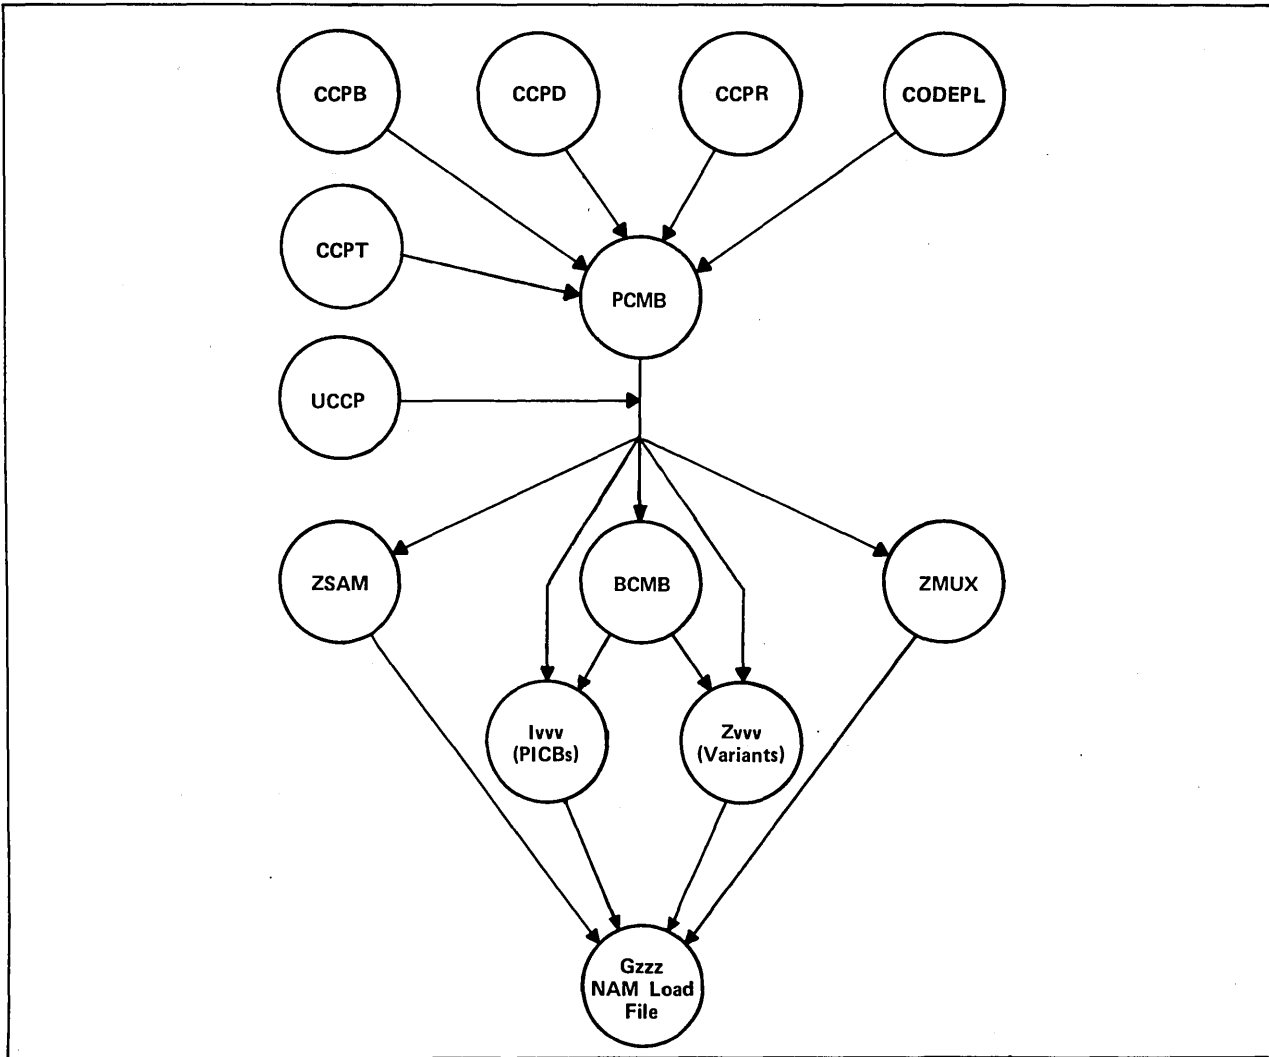 CCPB
CCPD
CCPR
CODEPL
CCPT
PCMB
UCCP
ZSAM
BCMB
ZMUX
Ivvv
(PICBs)
Zvvv
(Variants)
Gzzz
NAM Load
File